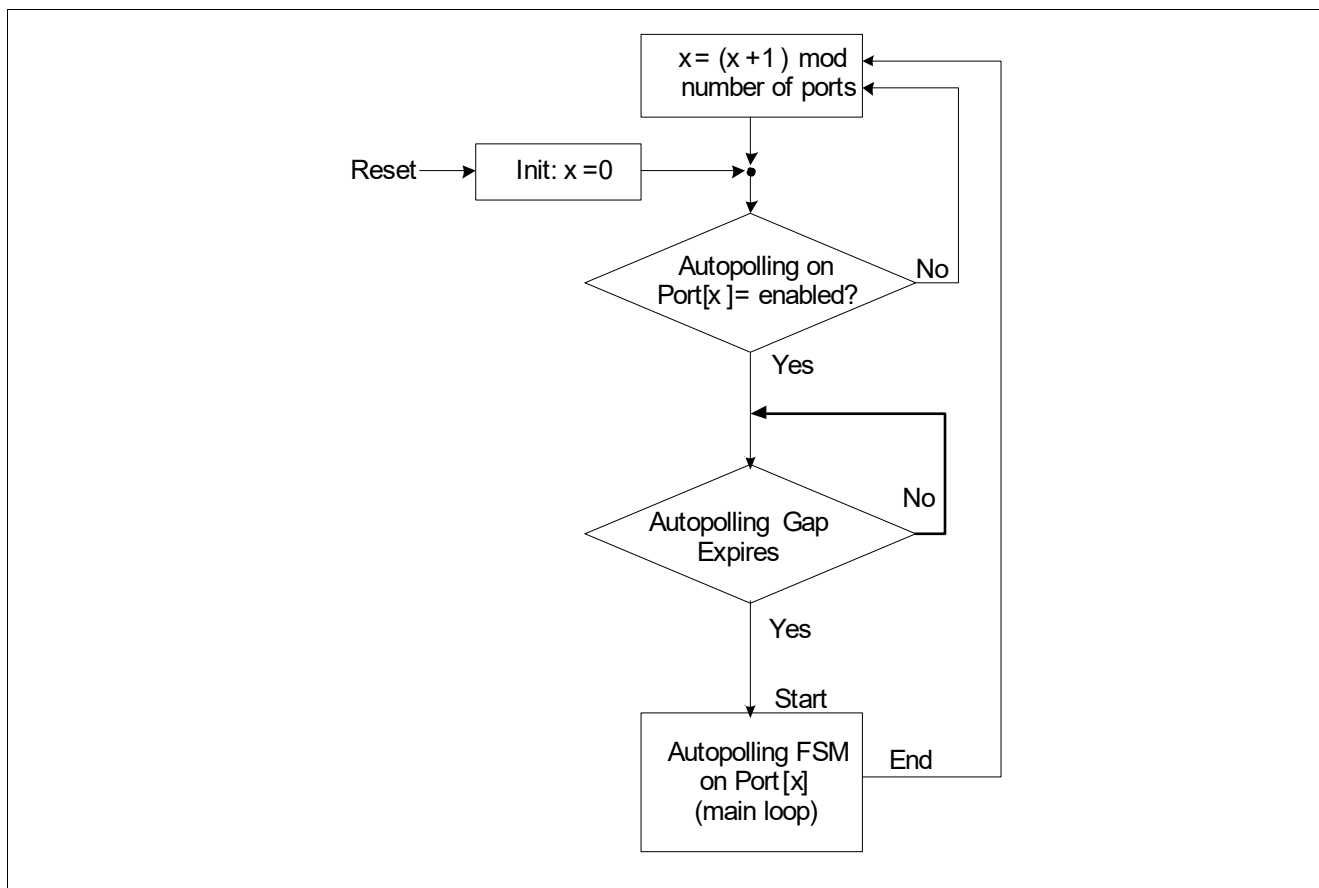 x = (x +1 ) mod
number of ports
Reset
Init: x =0
Autopolling on
Port[x ]= enabled?
No
Yes
No
Autopolling Gap
Expires
Yes
Start
Autopolling FSM
on Port[x]
(main loop)
End